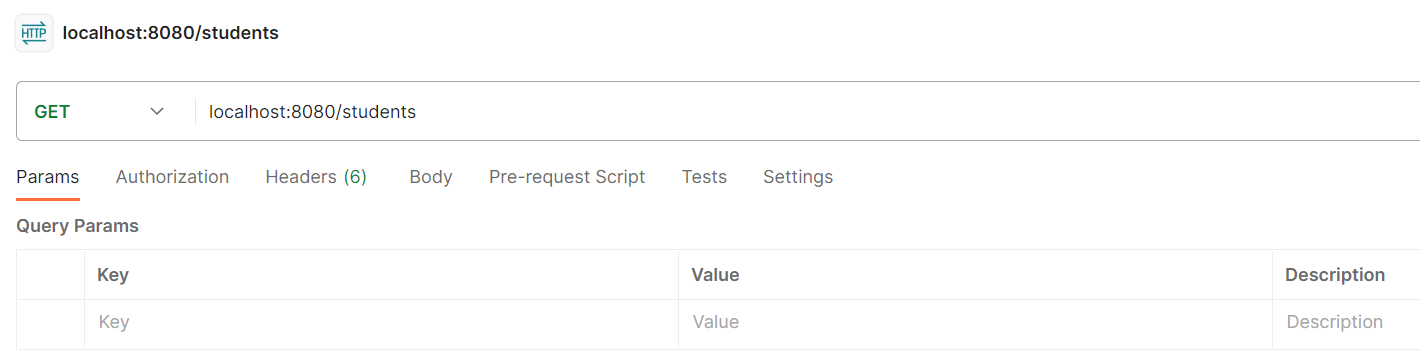 HTTP localhost:8080/students
GET localhost:8080/students
Params Authorization Headers (6) Body Pre-request Script Tests Settings
Query Params
Key Value Description
Key Value Description